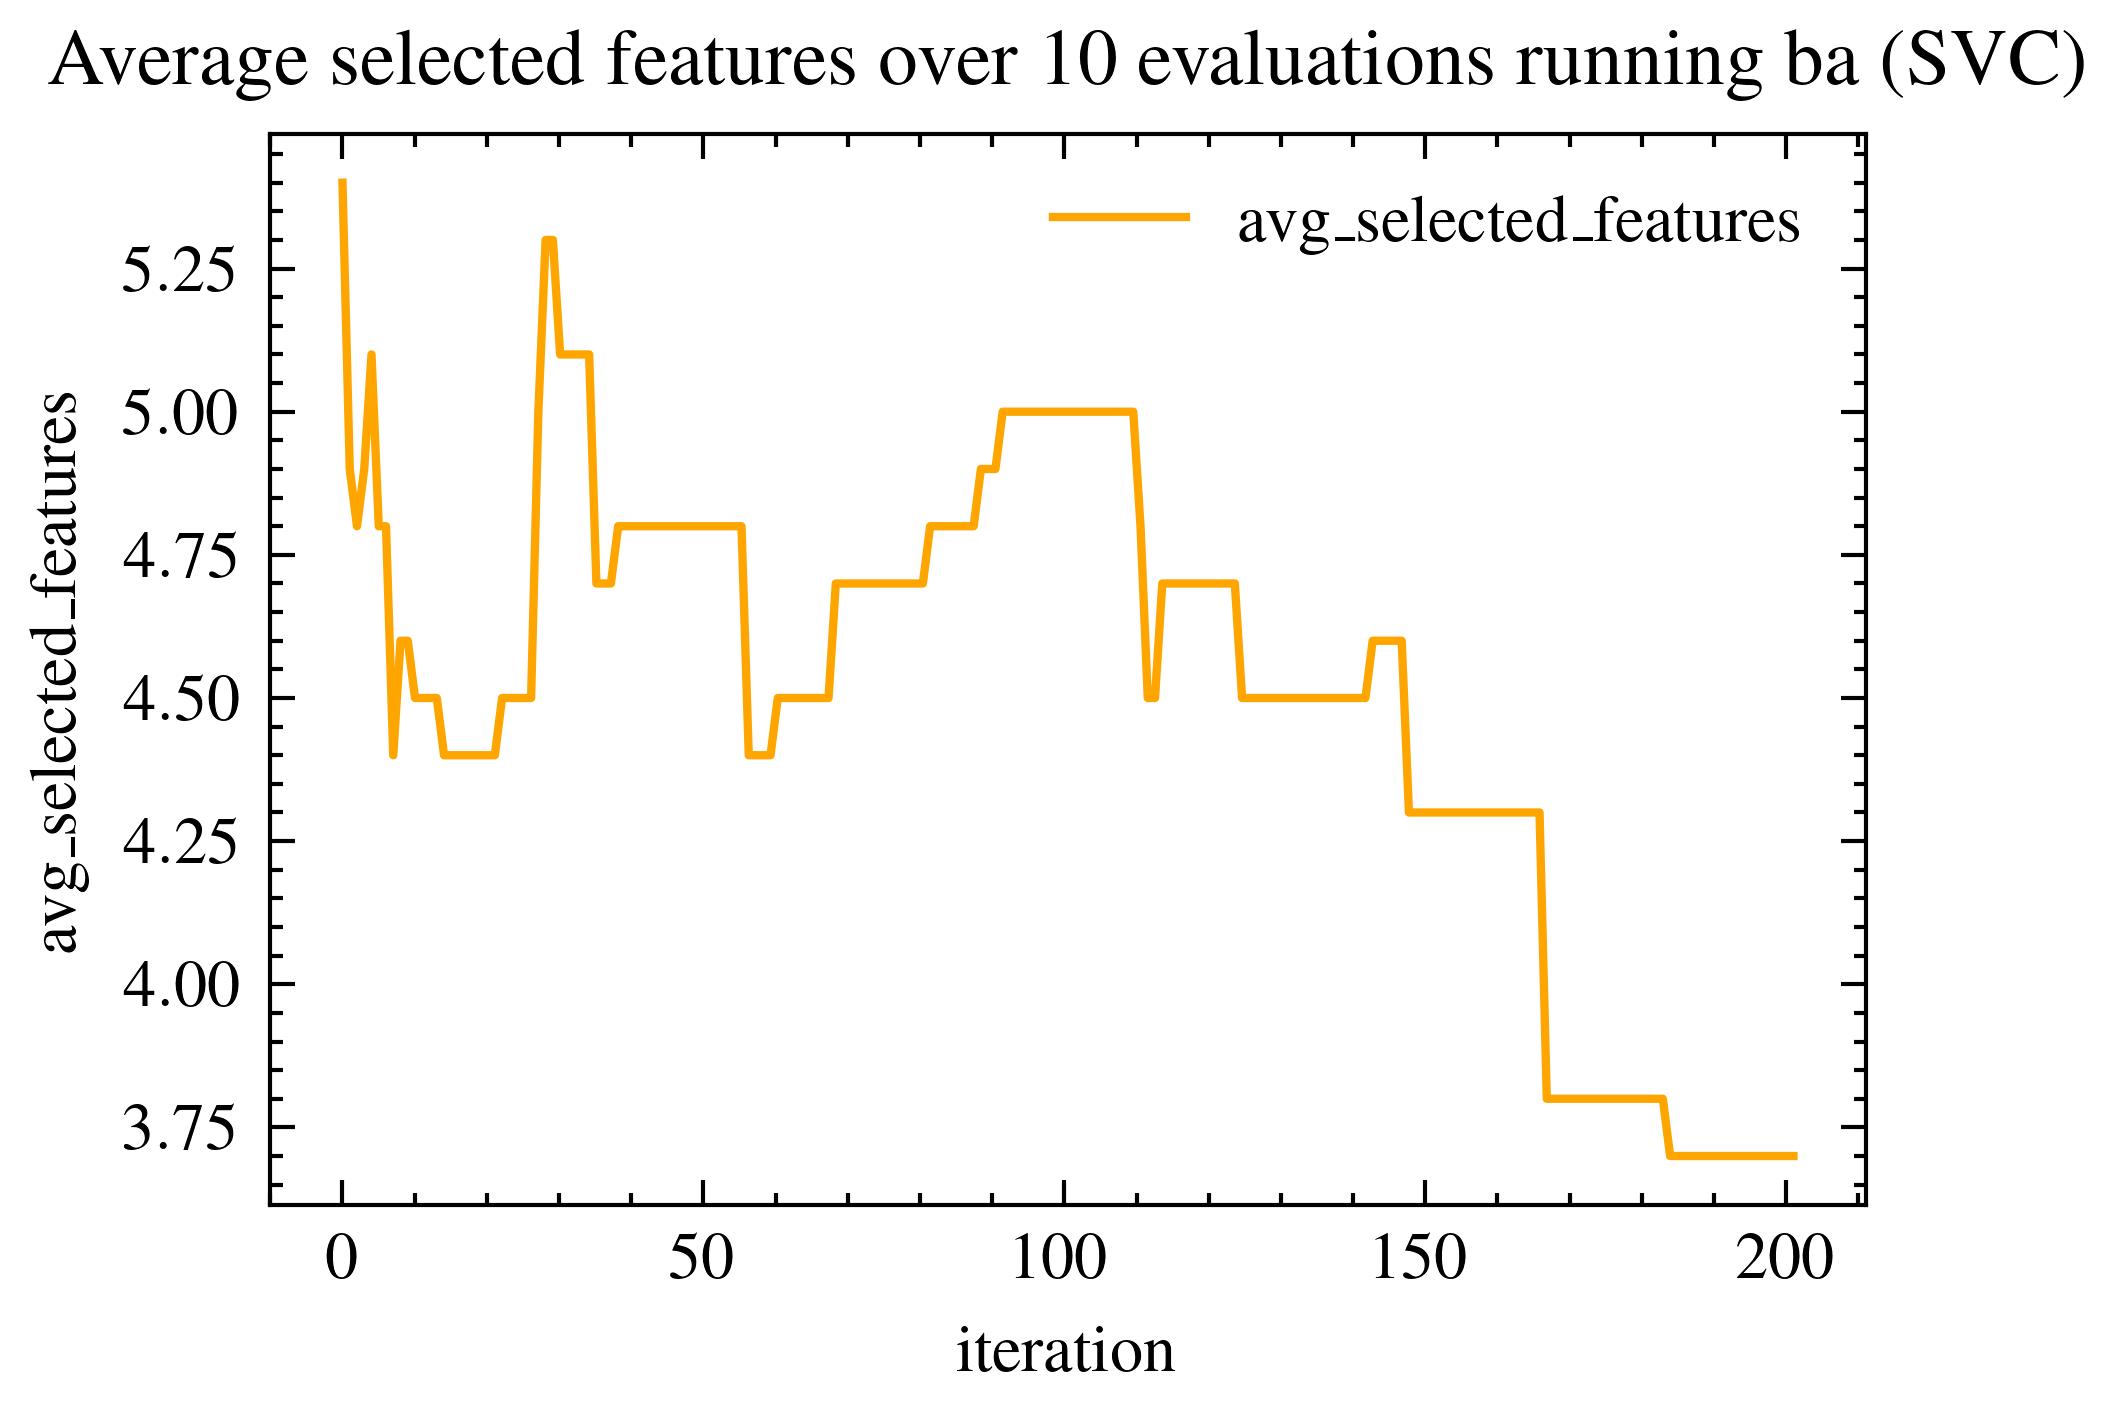 Average selected features over 10 evaluations running ba (SVC)
avg_selected_features
5.25
5.00
4.75
4.50
4.25
4.00
3.75
avg_selected_features
0 50 100 150 200
iteration